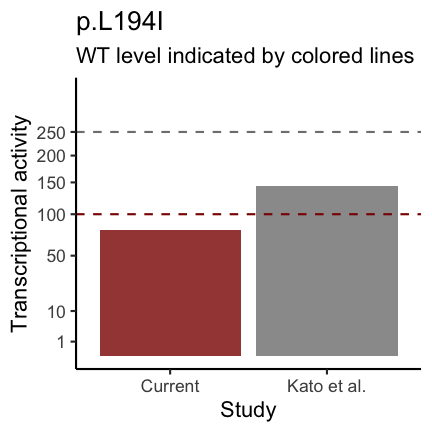 p.L194I
WT level indicated by colored lines
Transcriptional activity
250
200
150
100
50
10
1
Current
Kato et al.
Study